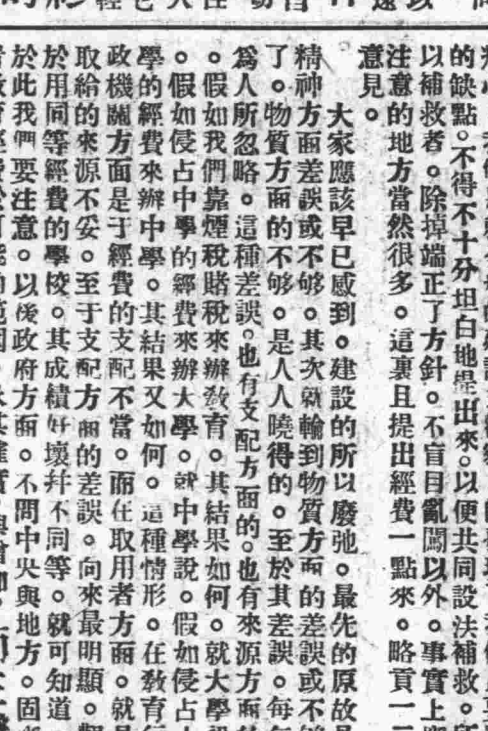 的缺點。不得不十分坦白地提出來。以便共同設法補救。
以補救者。除掉端正了方針。不盲目亂闖以外。事實上
注意的地方當然很多。這裏且提出經費一點來。略貢一
意見。
大家應該早已感到。建設的所以廢弛。最先的原故
精神方面差誤或不够。其次就輪到物質方面的差誤或不
了。物質方面的不够。是人人曉得的。至於其差誤。每
爲人所忽略。這種差誤。也有支配方面的。也有來源方面
。假如我們靠煙稅賭稅來辦敎育。其結果如何。就大學
。假如侵占中學的經費來辦大學。就中學說。假如侵占
學的經費來辦中學。其結果又如何。這種情形。在敎育
政機關方面是于經費的支配不當。而在取用者方面。就
取給的來源不妥。至于支配方面的差誤。向來最明顯。
於用同等經費的學校。其成績好壞幷不同等。就可知道
於此我們要注意。以後政府方面。不問中央與地方。固